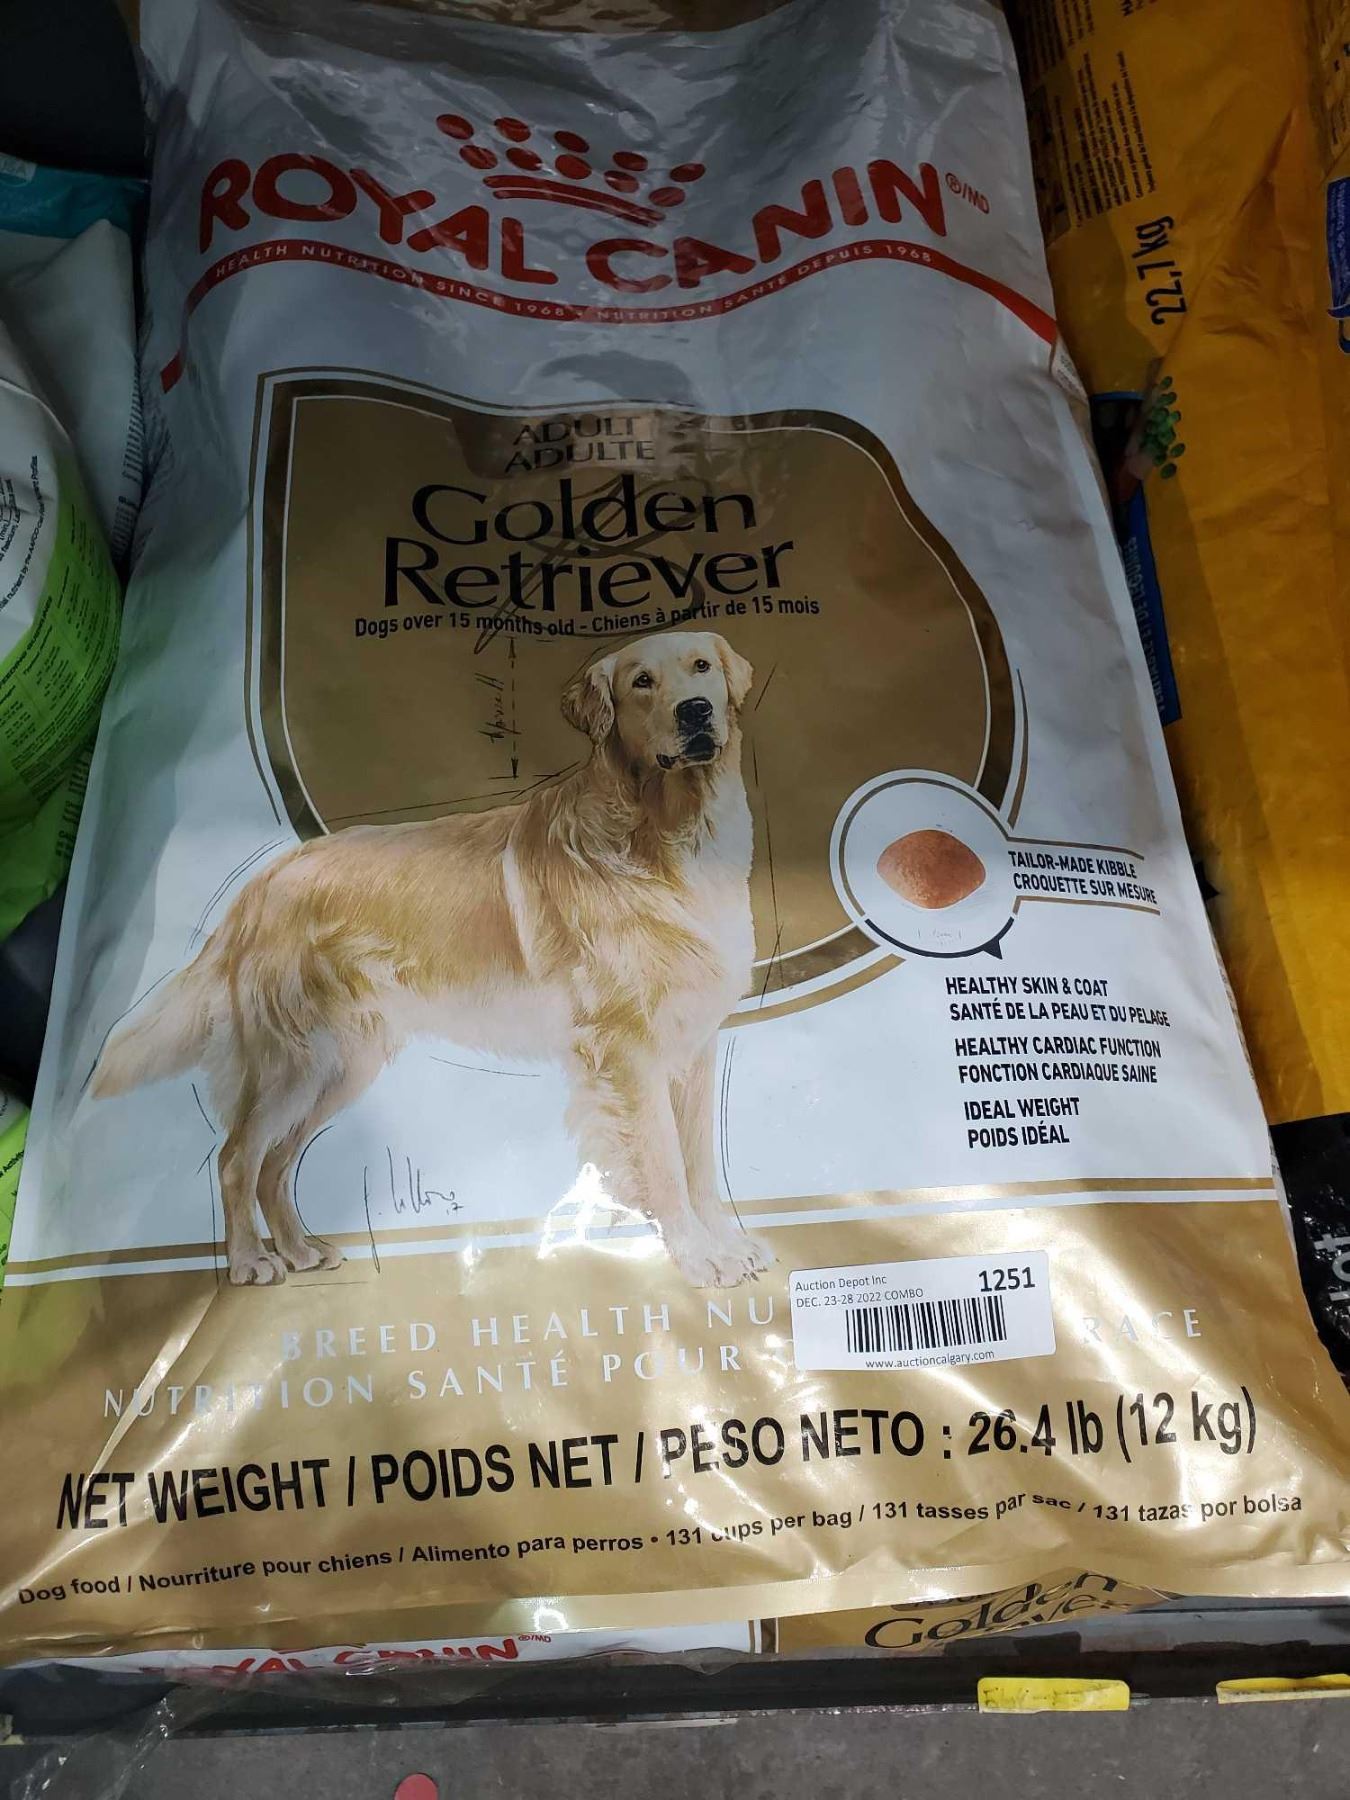 ROYAL CANIN®/MD
HEALTH NUTRITION SINCE 1968 • NUTRITION SANTÉ DEPUIS 1968
ADULT
ADULTE
Golden
Retriever
Dogs over 15 months old - Chiens à partir de 15 mois
TAILOR-MADE KIBBLE
CROQUETTE SUR MESURE
HEALTHY SKIN & COAT
SANTÉ DE LA PEAU ET DU PELAGE
HEALTHY CARDIAC FUNCTION
FONCTION CARDIAQUE SAINE
IDEAL WEIGHT
POIDS IDÉAL
Auction Depot Inc
1251
DEC. 23-28 2022 COMBO
www.auctioncalgary.com
BREED HEALTH NU
NUTRITION SANTÉ POUR RACE
NET WEIGHT / POIDS NET / PESO NETO : 26.4 lb (12 kg)
Dog food / Nourriture pour chiens / Alimento para perros • 131 cups per bag / 131 tasses par sac / 131 tazas por bolsa
ROYAL CANIN®/MD
Golden
22,7 kg